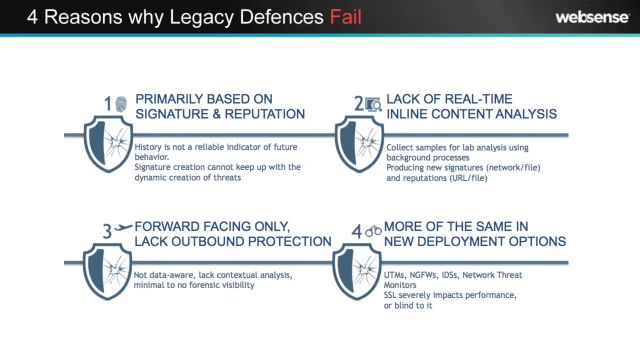 4 Reasons why Legacy Defences Fail
websense
1
PRIMARILY BASED ON
SIGNATURE & REPUTATION
History is not a reliable indicator of future
behavior.
Signature creation cannot keep up with the
dynamic creation of threats
2
LACK OF REAL-TIME
INLINE CONTENT ANALYSIS
Collect samples for lab analysis using
background processes
Producing new signatures (network/file)
and reputations (URL/file)
3
FORWARD FACING ONLY,
LACK OUTBOUND PROTECTION
Not data-aware, lack contextual analysis,
minimal to no forensic visibility
4
MORE OF THE SAME IN
NEW DEPLOYMENT OPTIONS
UTMs, NGFWs, IDSs, Network Threat
Monitors
SSL severely impacts performance,
or blind to it